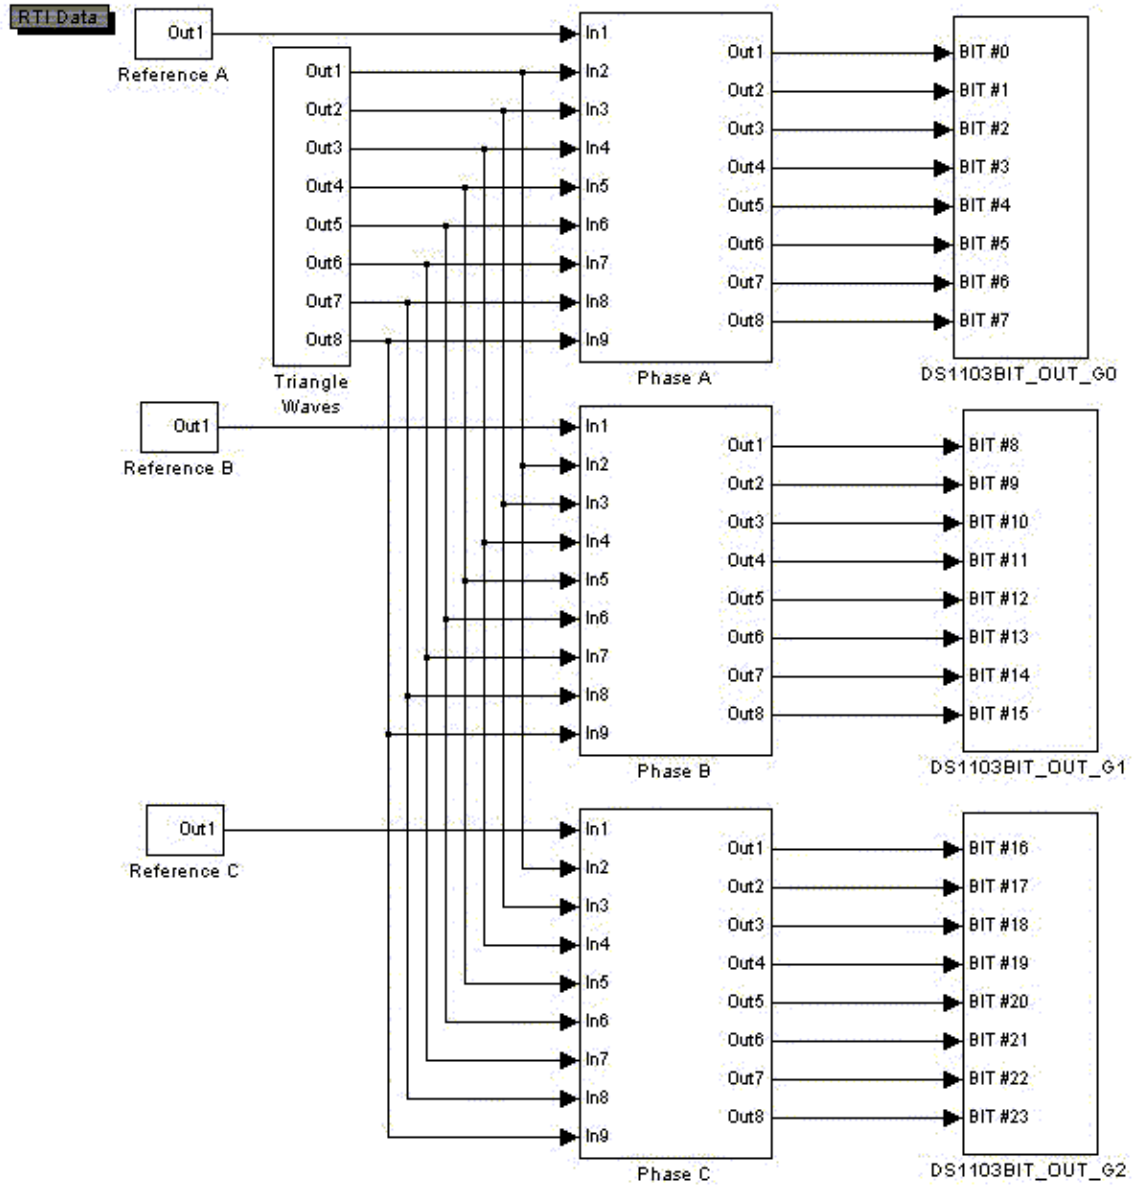 RTI Data
Out1
Reference A
Out1
Out2
Out3
Out4
Out5
Out6
Out7
Out8
Triangle
Waves
In1
In2
In3
In4
In5
In6
In7
In8
In9
Out1
Out2
Out3
Out4
Out5
Out6
Out7
Out8
Phase A
BIT #0
BIT #1
BIT #2
BIT #3
BIT #4
BIT #5
BIT #6
BIT #7
DS1103BIT_OUT_G0
Out1
Reference B
In1
In2
In3
In4
In5
In6
In7
In8
In9
Out1
Out2
Out3
Out4
Out5
Out6
Out7
Out8
Phase B
BIT #8
BIT #9
BIT #10
BIT #11
BIT #12
BIT #13
BIT #14
BIT #15
DS1103BIT_OUT_G1
Out1
Reference C
In1
In2
In3
In4
In5
In6
In7
In8
In9
Out1
Out2
Out3
Out4
Out5
Out6
Out7
Out8
Phase C
BIT #16
BIT #17
BIT #18
BIT #19
BIT #20
BIT #21
BIT #22
BIT #23
DS1103BIT_OUT_G2